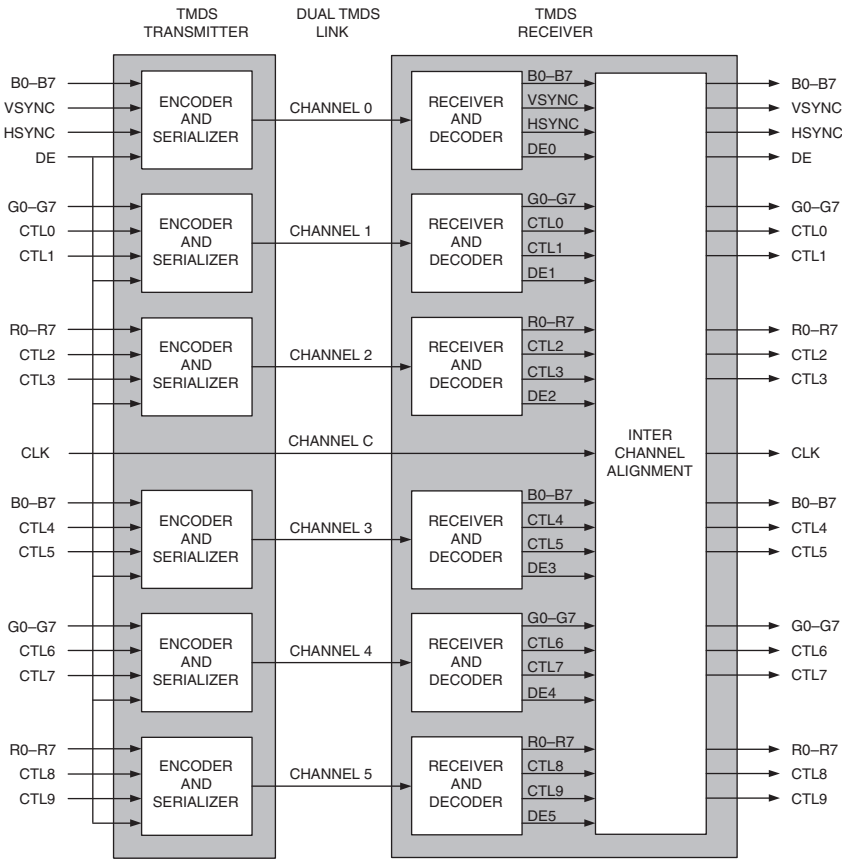 TMDS TRANSMITTER
DUAL TMDS LINK
TMDS RECEIVER
B0–B7
VSYNC
HSYNC
DE
ENCODER AND SERIALIZER
CHANNEL 0
RECEIVER AND DECODER
B0–B7
VSYNC
HSYNC
DE0
B0–B7
VSYNC
HSYNC
DE
G0–G7
CTL0
CTL1
ENCODER AND SERIALIZER
CHANNEL 1
RECEIVER AND DECODER
G0–G7
CTL0
CTL1
DE1
G0–G7
CTL0
CTL1
R0–R7
CTL2
CTL3
ENCODER AND SERIALIZER
CHANNEL 2
RECEIVER AND DECODER
R0–R7
CTL2
CTL3
DE2
R0–R7
CTL2
CTL3
CLK
CHANNEL C
INTER CHANNEL ALIGNMENT
CLK
B0–B7
CTL4
CTL5
ENCODER AND SERIALIZER
CHANNEL 3
RECEIVER AND DECODER
B0–B7
CTL4
CTL5
DE3
B0–B7
CTL4
CTL5
G0–G7
CTL6
CTL7
ENCODER AND SERIALIZER
CHANNEL 4
RECEIVER AND DECODER
G0–G7
CTL6
CTL7
DE4
G0–G7
CTL6
CTL7
R0–R7
CTL8
CTL9
ENCODER AND SERIALIZER
CHANNEL 5
RECEIVER AND DECODER
R0–R7
CTL8
CTL9
DE5
R0–R7
CTL8
CTL9